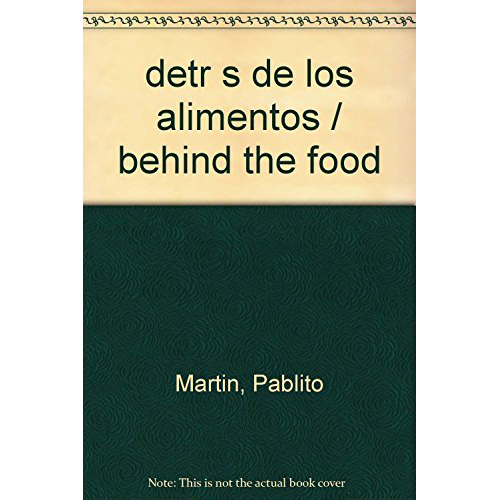 detr s de los
alimentos /
behind the food
Martin, Pablito
Note: This is not the actual book cover